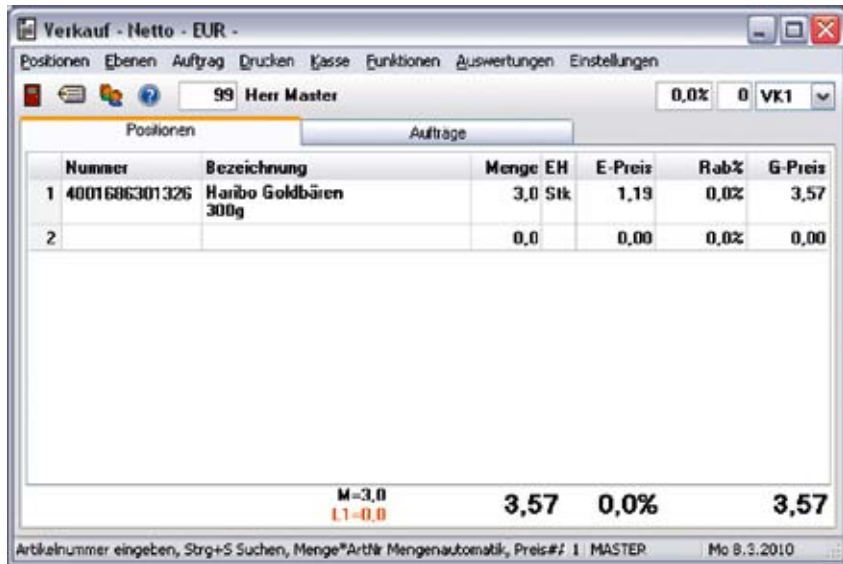 Verkauf - Netto - EUR -
Positionen Ebenen Auftrag Drucken Kasse Funktionen Auswertungen Einstellungen
99 Herr Master 0,0% 0 VK1
Positionen Aufträge
Nummer Bezeichnung Menge EH E-Preis Rab% G-Preis
1 4001686301326 Haribo Goldbären 3,0 Stk 1,19 0,0% 3,57
300g
2 0,0 0,00 0,0% 0,00
M=3,0 3,57 0,0% 3,57
L1=0,0
Artikelnummer eingeben, Strg+S Suchen, Menge*ArtNr Mengenautomatik, Preis#/ 1 MASTER Mo 8.3.2010